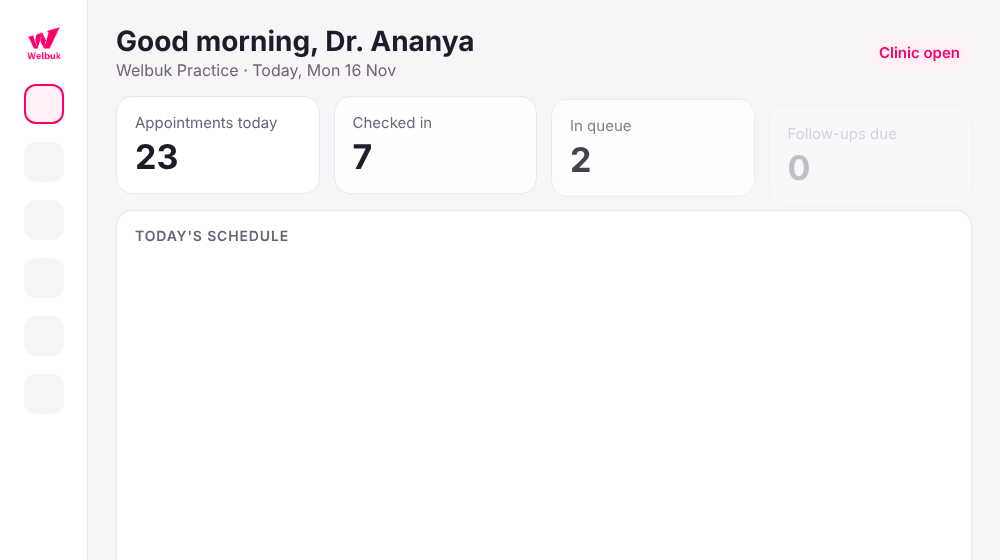 Welbuk
Good morning, Dr. Ananya
Welbuk Practice · Today, Mon 16 Nov
Clinic open
Appointments today
23
Checked in
7
In queue
2
Follow-ups due
0
TODAY'S SCHEDULE